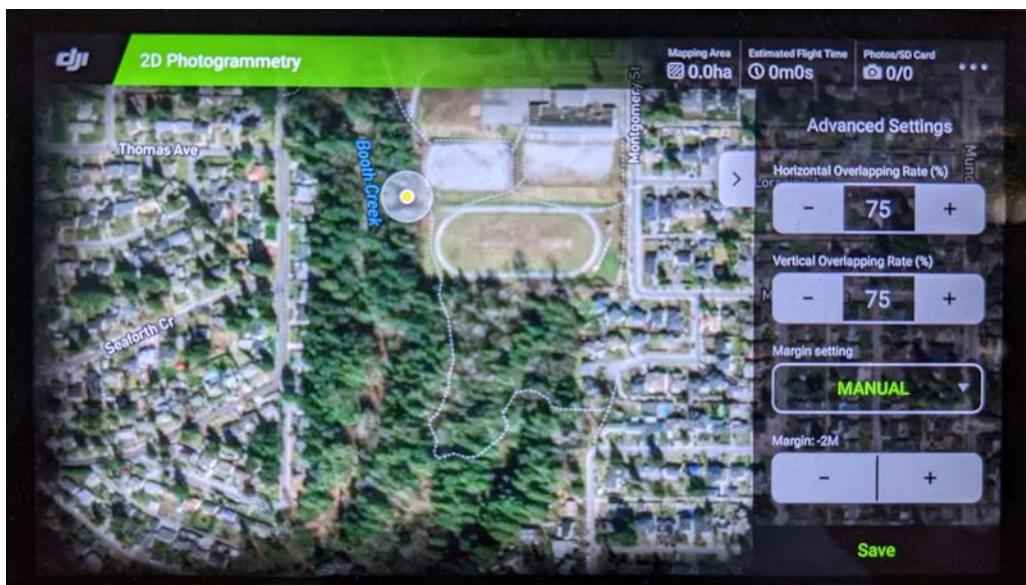 dji
2D Photogrammetry
Mapping Area
0.0ha
Estimated Flight Time
0m0s
Photos/SD Card
0/0
Thomas Ave
Booth Creek
Montgomery St
Seaforth Cr
Advanced Settings
Horizontal Overlapping Rate (%)
- 75 +
Vertical Overlapping Rate (%)
- 75 +
Margin setting
MANUAL
Margin: -2M
- +
Save